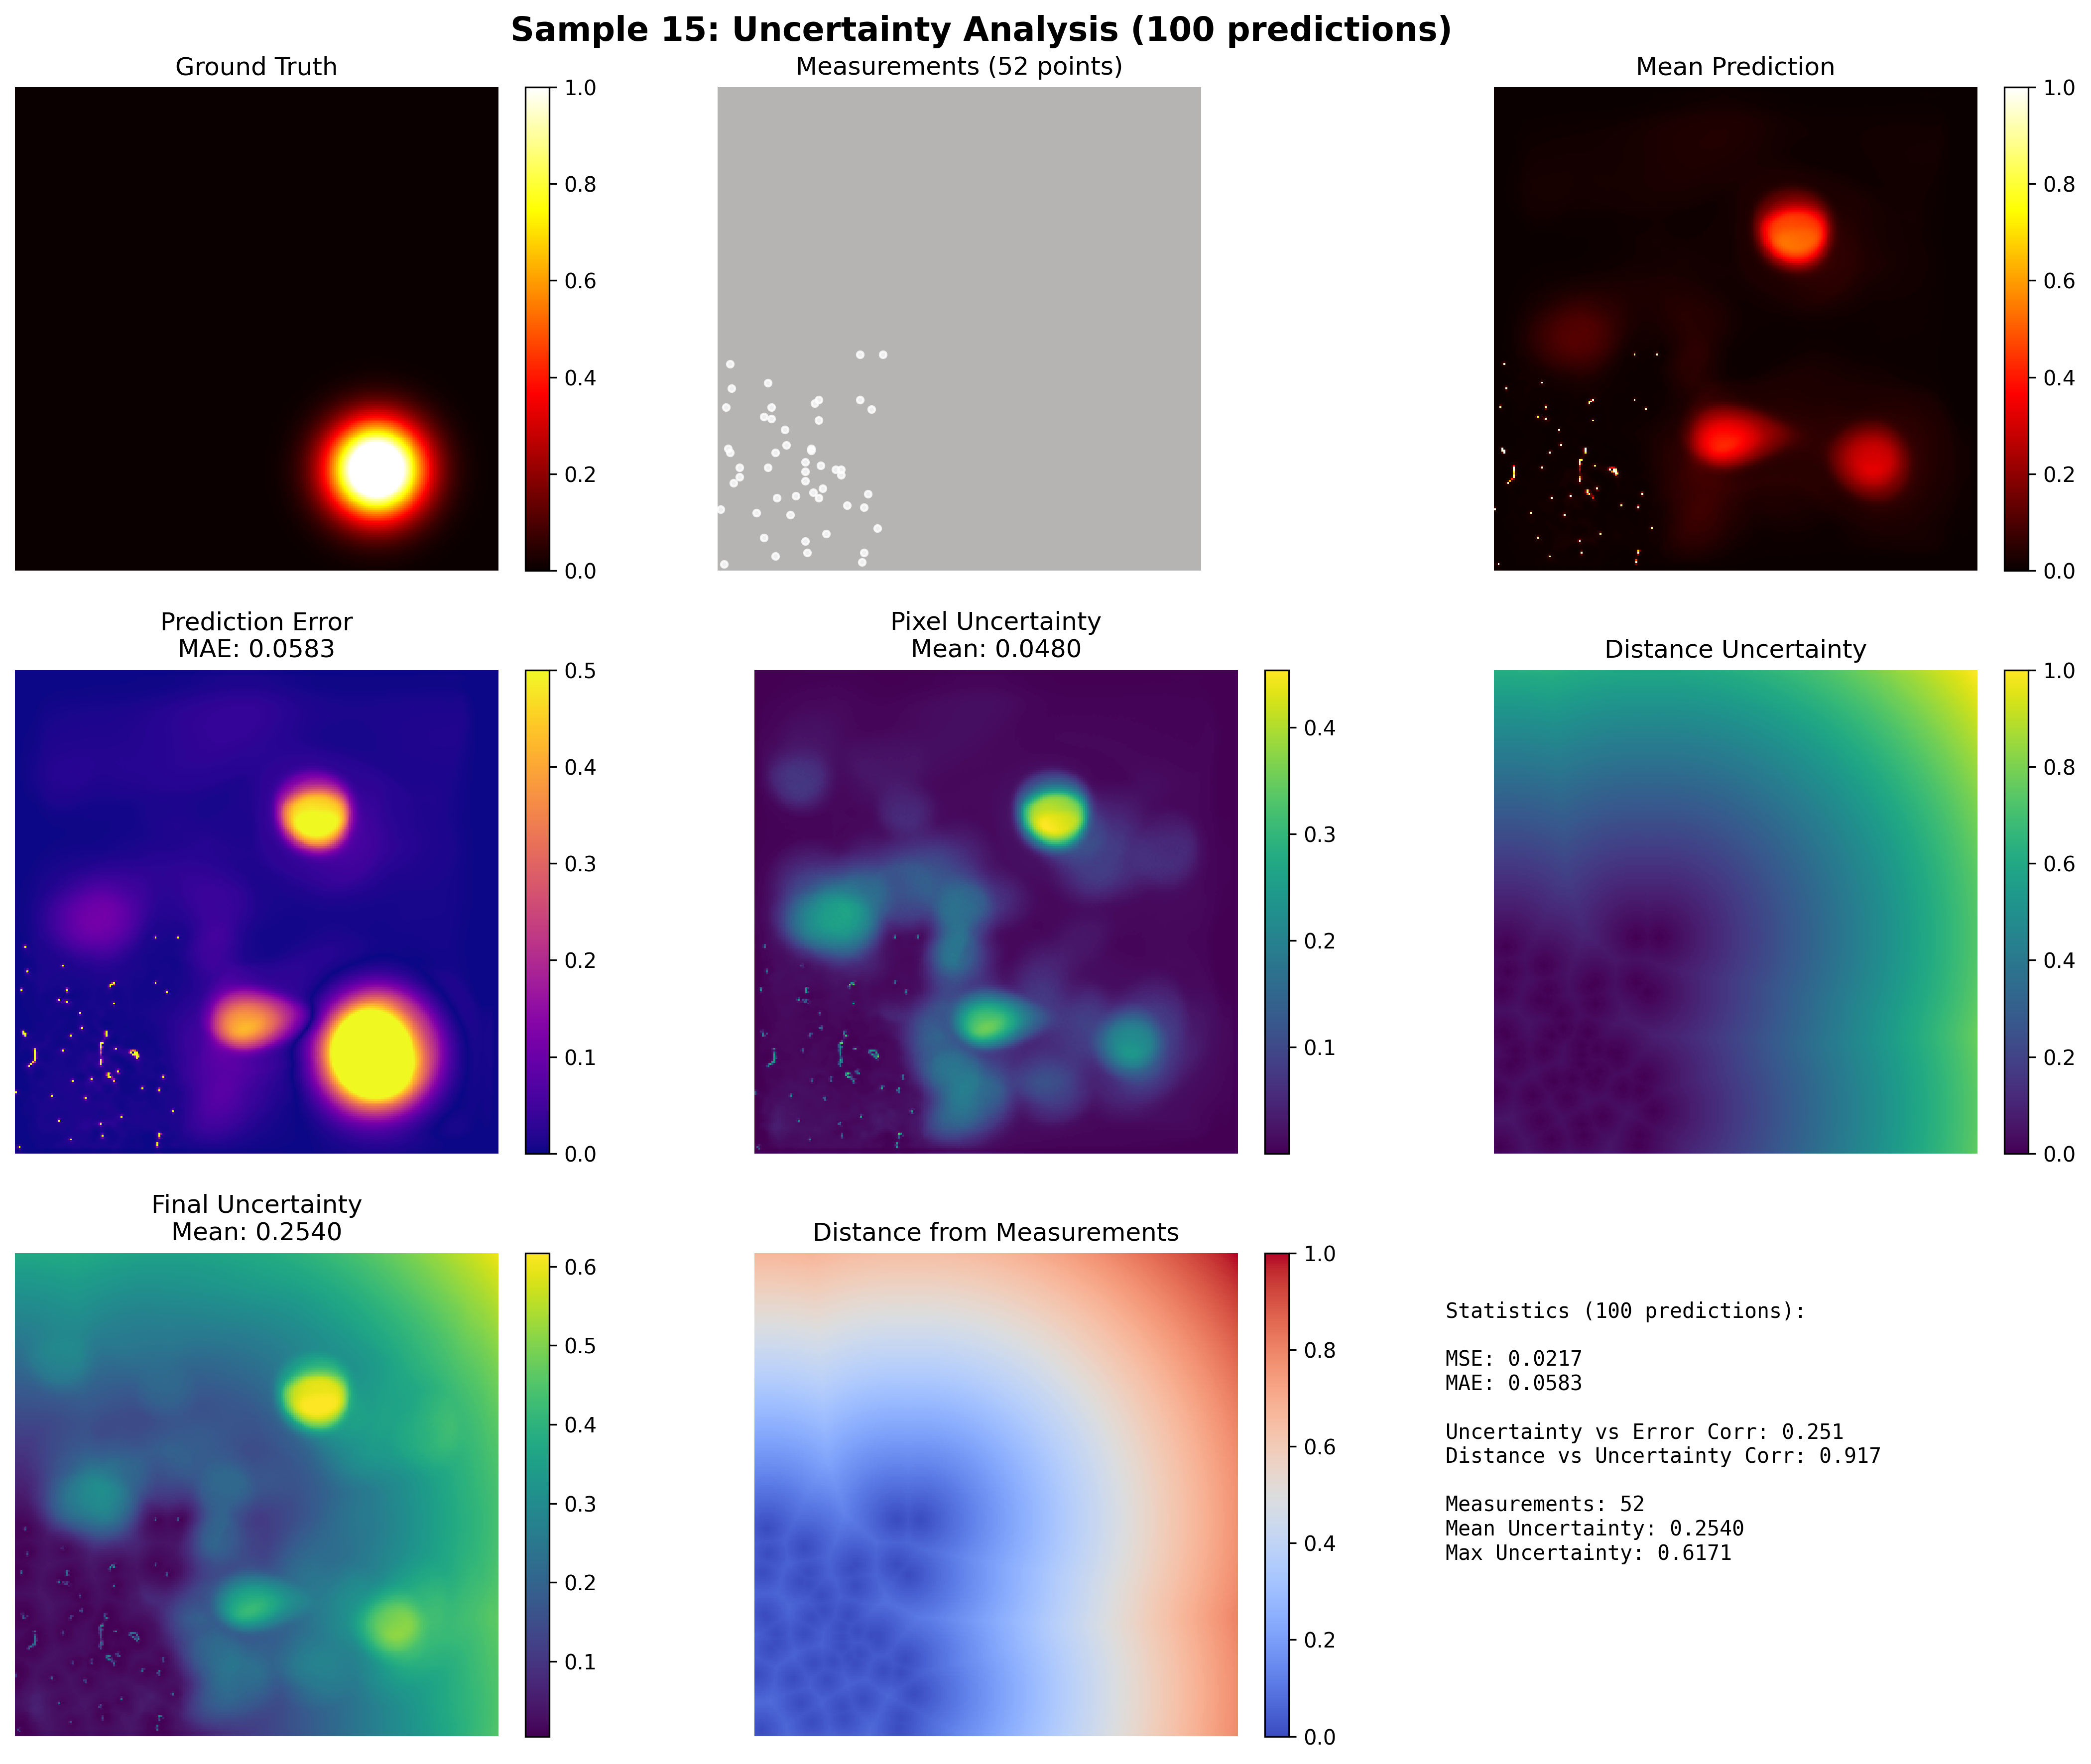 Sample 15: Uncertainty Analysis (100 predictions)
Ground Truth
1.0
0.8
0.6
0.4
0.2
0.0
Measurements (52 points)
Mean Prediction
1.0
0.8
0.6
0.4
0.2
0.0
Prediction Error
MAE: 0.0583
0.5
0.4
0.3
0.2
0.1
0.0
Pixel Uncertainty
Mean: 0.0480
0.4
0.3
0.2
0.1
Distance Uncertainty
1.0
0.8
0.6
0.4
0.2
0.0
Final Uncertainty
Mean: 0.2540
0.6
0.5
0.4
0.3
0.2
0.1
Distance from Measurements
1.0
0.8
0.6
0.4
0.2
0.0
Statistics (100 predictions):
MSE: 0.0217
MAE: 0.0583
Uncertainty vs Error Corr: 0.251
Distance vs Uncertainty Corr: 0.917
Measurements: 52
Mean Uncertainty: 0.2540
Max Uncertainty: 0.6171